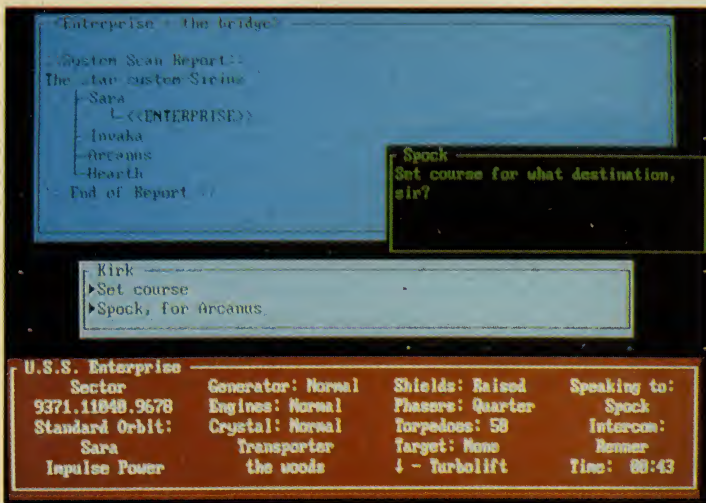 Enterprise - the bridge
::System Scan Report::
The star system Sirius
Sara
<<ENTERPRISE>>
Inyaka
Arcanus
Hearth
:: End of Report ::
Spock
Set course for what destination,
sir?
Kirk
▶Set course
▶Spock, for Arcanus
U.S.S. Enterprise
Sector
9371.11040.9678
Standard Orbit:
Sara
Impulse Power
Generator: Normal
Engines: Normal
Crystal: Normal
Transporter
the woods
Shields: Raised
Phasers: Quarter
Torpedoes: 50
Target: None
↓ - Turbolift
Speaking to:
Spock
Intercom:
Renner
Time: 00:43